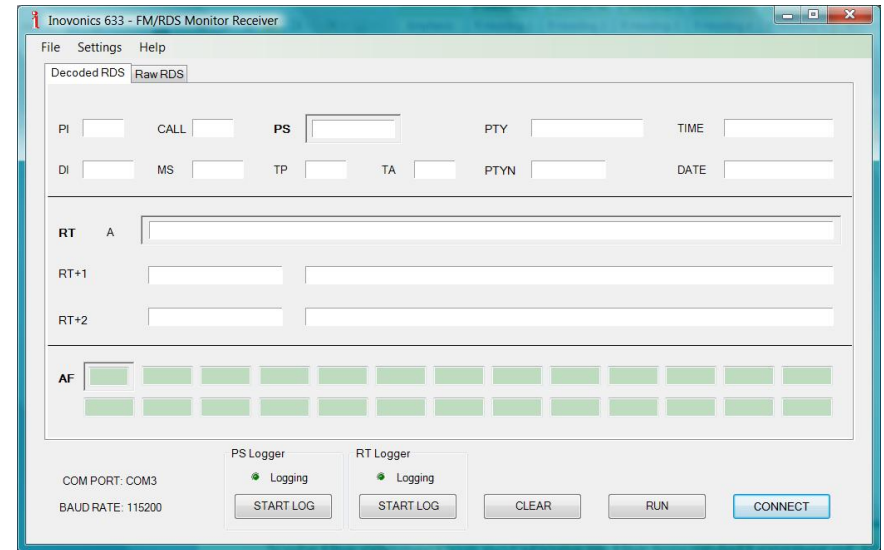 Inovonics 633 - FM/RDS Monitor Receiver
File Settings Help
Decoded RDS Raw RDS
PI CALL PS PTY TIME
DI MS TP TA PTYN DATE
RT A
RT+1
RT+2
AF
PS Logger RT Logger
COM PORT: COM3 Logging Logging
BAUD RATE: 115200 START LOG START LOG CLEAR RUN CONNECT